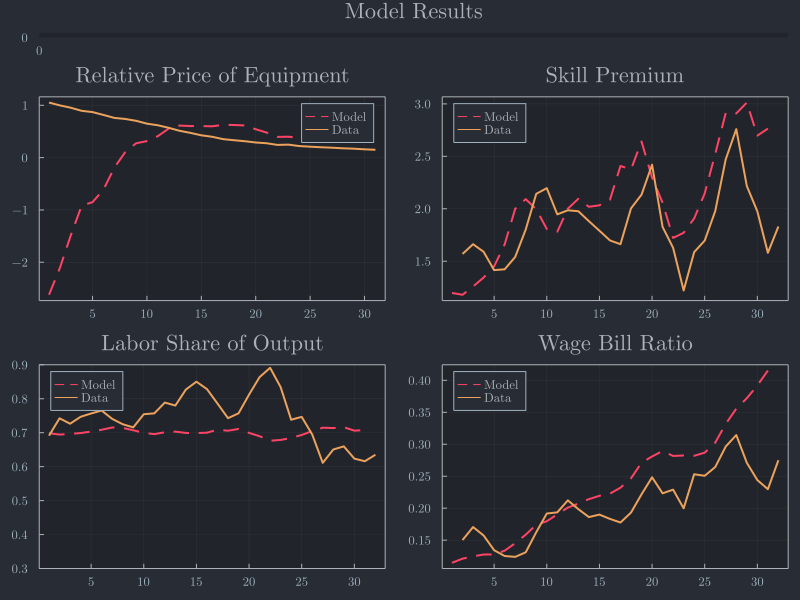 Model Results
0
0
Relative Price of Equipment
Skill Premium
1
0
−1
−2
5 10 15 20 25 30
Model
Data
3.0
2.5
2.0
1.5
5 10 15 20 25 30
Model
Data
Labor Share of Output
Wage Bill Ratio
0.9
0.8
0.7
0.6
0.5
0.4
0.3
5 10 15 20 25 30
Model
Data
0.40
0.35
0.30
0.25
0.20
0.15
5 10 15 20 25 30
Model
Data